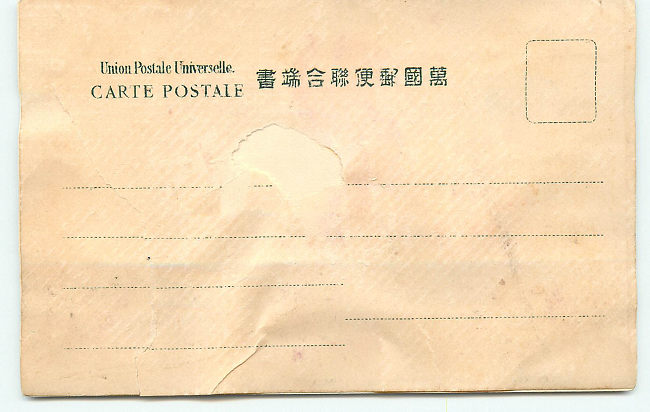 Union Postale Universelle.
CARTE POSTALE
萬國郵便聯合端書